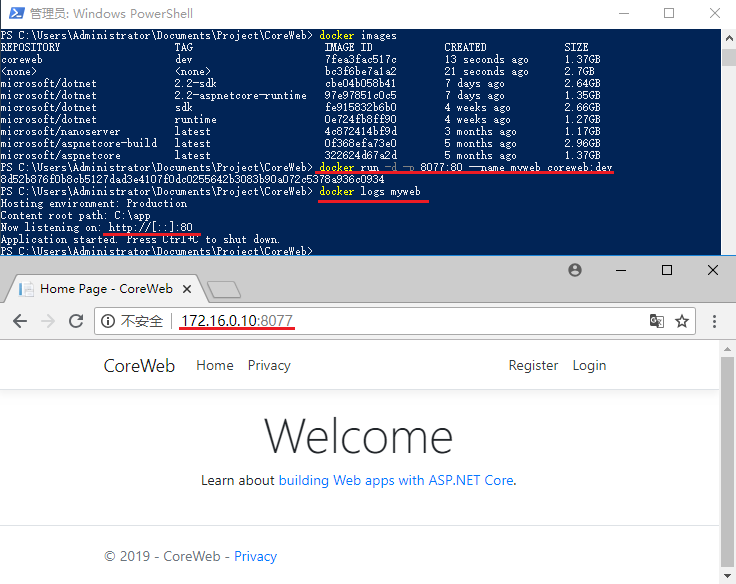 管理员: Windows PowerShell
PS C:\Users\Administrator\Documents\Project\CoreWeb> docker images
REPOSITORY TAG IMAGE ID CREATED SIZE
coreweb dev 7fea3fac517c 13 seconds ago 1.37GB
<none> <none> bc3f6be7a1a2 21 seconds ago 2.7GB
microsoft/dotnet 2.2-sdk cbe04b058b41 7 days ago 2.64GB
microsoft/dotnet 2.2-aspnetcore-runtime 97e97851c0c5 7 days ago 1.35GB
microsoft/dotnet sdk fe915832b6b0 4 weeks ago 2.66GB
microsoft/dotnet runtime 0e724fb8ff90 4 weeks ago 1.27GB
microsoft/nanoserver latest 4c872414bf9d 3 months ago 1.17GB
microsoft/aspnetcore-build latest 0f368efa73e0 5 months ago 2.96GB
microsoft/aspnetcore latest 322624d67a2d 5 months ago 1.37GB
PS C:\Users\Administrator\Documents\Project\CoreWeb> docker run -d -p 8077:80 --name myweb coreweb:dev
8d52b876f0b8cb5127dad3e4107f0dc0255642b3083b90a072c5378a936c0934
PS C:\Users\Administrator\Documents\Project\CoreWeb> docker logs myweb
Hosting environment: Production
Content root path: C:\app
Now listening on: http://[::]:80
Application started. Press Ctrl+C to shut down.
PS C:\Users\Administrator\Documents\Project\CoreWeb>
Home Page - CoreWeb
不安全 172.16.0.10:8077
CoreWeb Home Privacy Register Login
Welcome
Learn about building Web apps with ASP.NET Core.
© 2019 - CoreWeb - Privacy